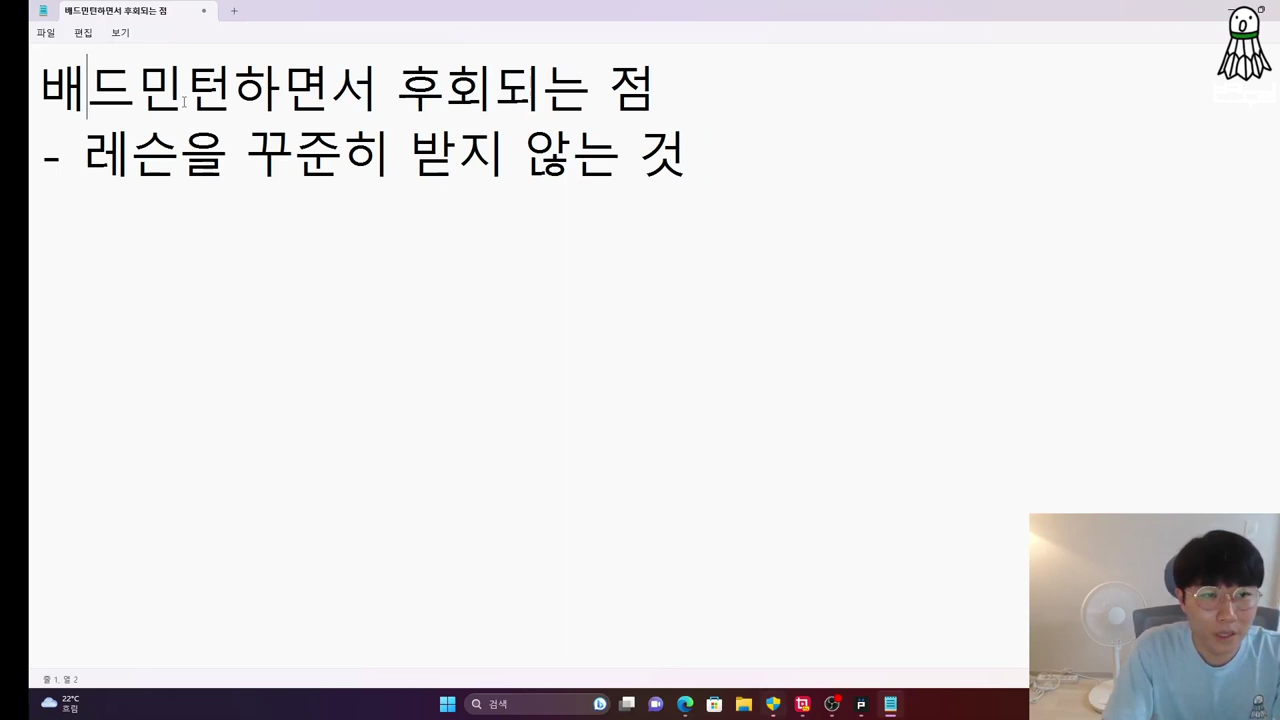 배드민턴하면서 후회되는 점
파일 편집 보기
배드민턴하면서 후회되는 점
- 레슨을 꾸준히 받지 않는 것
줄 1, 열 2
22°C
흐림
검색